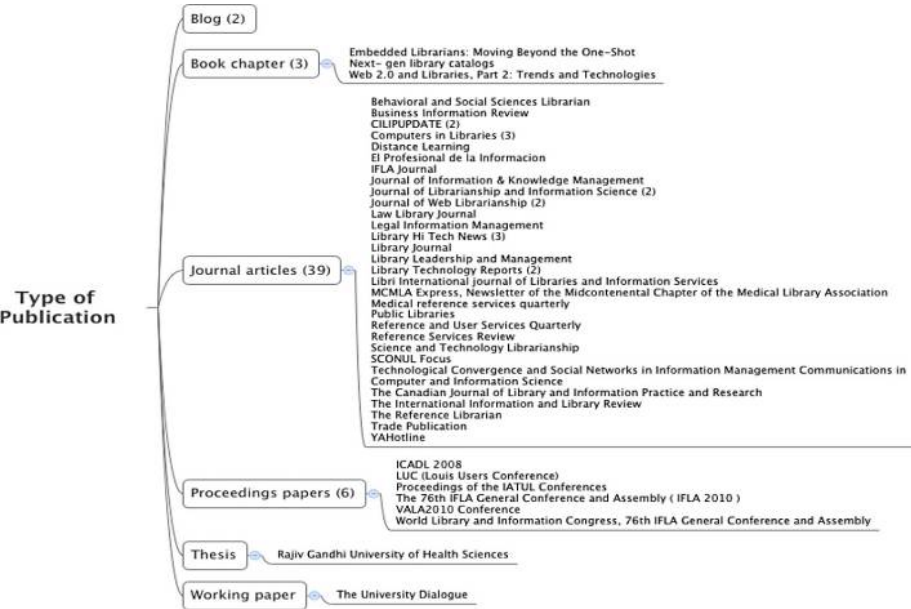 Type of
Publication
Blog (2)
Book chapter (3)
Embedded Librarians: Moving Beyond the One-Shot
Next- gen library catalogs
Web 2.0 and Libraries, Part 2: Trends and Technologies
Journal articles (39)
Behavioral and Social Sciences Librarian
Business Information Review
CILIPUPDATE (2)
Computers in Libraries (3)
Distance Learning
El Profesional de la Informacion
IFLA Journal
Journal of Information & Knowledge Management
Journal of Librarianship and Information Science (2)
Journal of Web Librarianship (2)
Law Library Journal
Legal Information Management
Library Hi Tech News (3)
Library Journal
Library Leadership and Management
Library Technology Reports (2)
Libri International journal of Libraries and Information Services
MCMLA Express, Newsletter of the Midcontenental Chapter of the Medical Library Association
Medical reference services quarterly
Public Libraries
Reference and User Services Quarterly
Reference Services Review
Science and Technology Librarianship
SCONUL Focus
Technological Convergence and Social Networks in Information Management Communications in
Computer and Information Science
The Canadian Journal of Library and Information Practice and Research
The International Information and Library Review
The Reference Librarian
Trade Publication
YAHotline
Proceedings papers (6)
ICADL 2008
LUC (Louis Users Conference)
Proceedings of the IATUL Conferences
The 76th IFLA General Conference and Assembly ( IFLA 2010 )
VALA2010 Conference
World Library and Information Congress, 76th IFLA General Conference and Assembly
Thesis
Rajiv Gandhi University of Health Sciences
Working paper
The University Dialogue